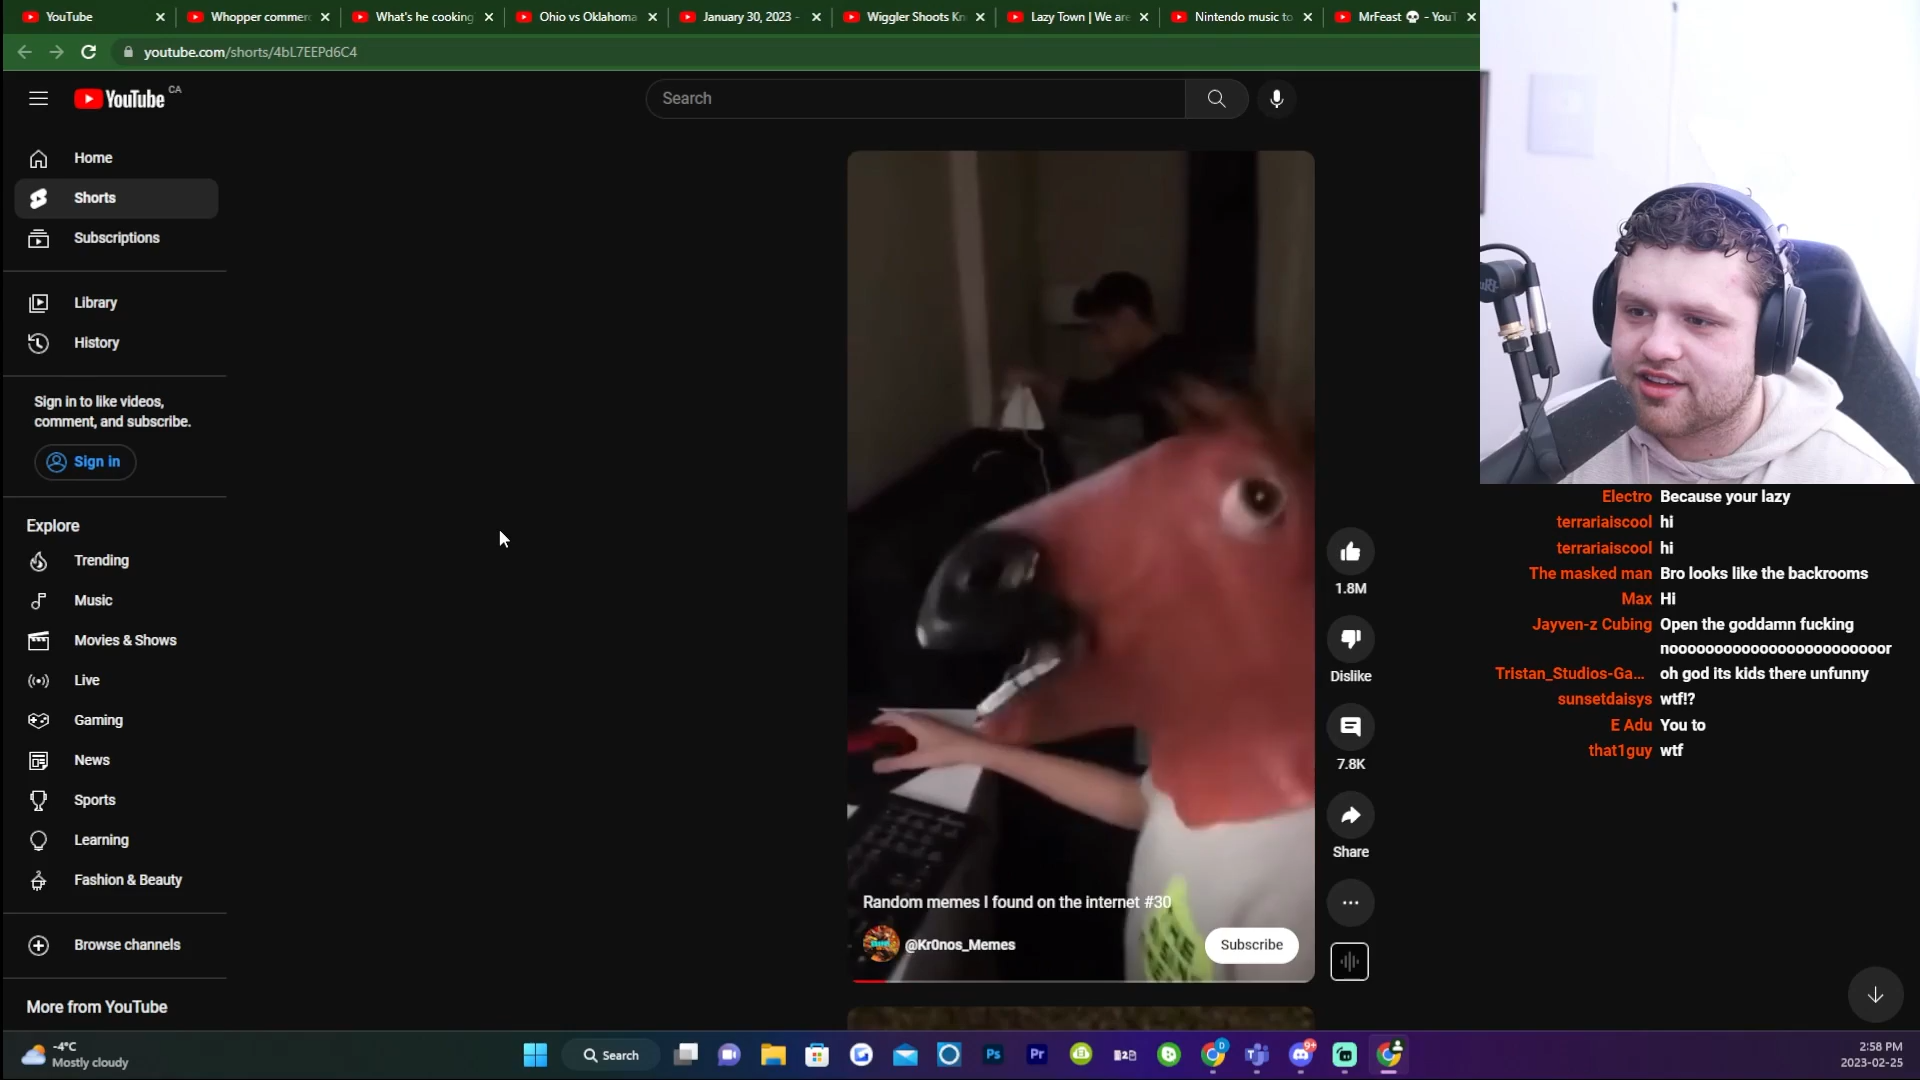 YouTube
Whopper commer
What's he cooking
Ohio vs Oklahoma
January 30, 2023 -
Wiggler Shoots Kn
Lazy Town | We are
Nintendo music to
MrFeast 💀 - YouT
youtube.com/shorts/4bL7EEPd6C4
YouTube CA
Search
Home
Shorts
Subscriptions
Library
History
Sign in to like videos,
comment, and subscribe.
Sign in
Explore
Trending
Music
Movies & Shows
Live
Gaming
News
Sports
Learning
Fashion & Beauty
Browse channels
More from YouTube
1.8M
Dislike
7.8K
Share
Random memes I found on the internet #30
@Kr0nos_Memes
Subscribe
Electro Because your lazy
terrariaiscool hi
terrariaiscool hi
The masked man Bro looks like the backrooms
Max Hi
Jayven-z Cubing Open the goddamn fucking
noooooooooooooooooooooooor
Tristan_Studios-Ga... oh god its kids there unfunny
sunsetdaisys wtf!?
E Adu You to
that1guy wtf
-4°C
Mostly cloudy
Search
Ps
Pr
D
9+
2:58 PM
2023-02-25